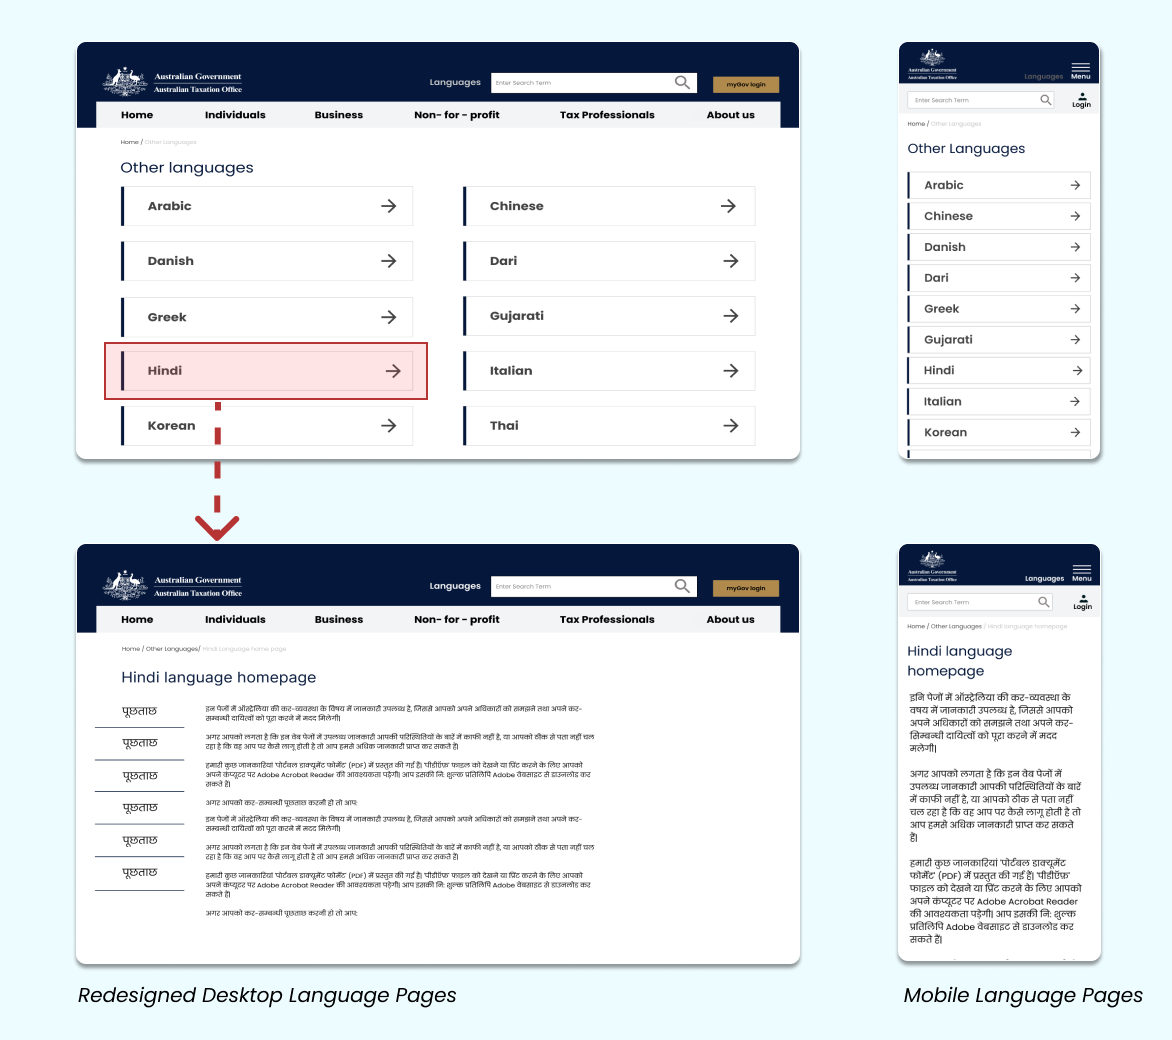 Australian Government
Australian Taxation Office
Languages
Enter Search Term
myGov login
Home
Individuals
Business
Non- for - profit
Tax Professionals
About us
Home / Other Languages
Other languages
Arabic
Chinese
Danish
Dari
Greek
Gujarati
Hindi
Italian
Korean
Thai
Australian Government
Australian Taxation Office
Languages
Menu
Enter Search Term
Login
Home / Other Languages
Other Languages
Arabic
Chinese
Danish
Dari
Greek
Gujarati
Hindi
Italian
Korean
Australian Government
Australian Taxation Office
Languages
Enter Search Term
myGov login
Home
Individuals
Business
Non- for - profit
Tax Professionals
About us
Home / Other Languages/ Hindi Language home page
Hindi language homepage
पूछताछ
पूछताछ
पूछताछ
पूछताछ
पूछताछ
पूछताछ
इन पेजों में ऑस्ट्रेलिया की कर-व्यवस्था के विषय में जानकारी उपलब्ध है, जिससे आपको अपने अधिकारों को समझने तथा अपने कर-
सम्बन्धी दायित्वों को पूरा करने में मदद मिलेगी।
अगर आपको लगता है कि इन वेब पेजों में उपलब्ध जानकारी आपकी परिस्थितियों के बारें में काफी नहीं है, या आपको ठीक से पता नहीं चल
रहा है कि वह आप पर कैसे लागू होती है तो आप हमसे अधिक जानकारी प्राप्त कर सकते हैं।
हमारी कुछ जानकारियां 'पोर्टबल डाक्यूमेंट फोर्मेट' (PDF) में प्रस्तुत की गई हैं। 'पीडीऍफ़' फाइल को देखने या प्रिंट करने के लिए आपको
अपने कंप्यूटर पर Adobe Acrobat Reader की आवश्यकता पड़ेगी। आप इसकी नि: शुल्क प्रतिलिपि Adobe वेबसाइट से डाउनलोड कर
सकते हैं।
अगर आपको कर-सम्बन्धी पूछताछ करनी हो तो आप:
इन पेजों में ऑस्ट्रेलिया की कर-व्यवस्था के विषय में जानकारी उपलब्ध है, जिससे आपको अपने अधिकारों को समझने तथा अपने कर-
सम्बन्धी दायित्वों को पूरा करने में मदद मिलेगी।
अगर आपको लगता है कि इन वेब पेजों में उपलब्ध जानकारी आपकी परिस्थितियों के बारें में काफी नहीं है, या आपको ठीक से पता नहीं चल
रहा है कि वह आप पर कैसे लागू होती है तो आप हमसे अधिक जानकारी प्राप्त कर सकते हैं।
हमारी कुछ जानकारियां 'पोर्टबल डाक्यूमेंट फोर्मेट' (PDF) में प्रस्तुत की गई हैं। 'पीडीऍफ़' फाइल को देखने या प्रिंट करने के लिए आपको
अपने कंप्यूटर पर Adobe Acrobat Reader की आवश्यकता पड़ेगी। आप इसकी नि: शुल्क प्रतिलिपि Adobe वेबसाइट से डाउनलोड कर
सकते हैं।
अगर आपको कर-सम्बन्धी पूछताछ करनी हो तो आप:
Australian Government
Australian Taxation Office
Languages
Menu
Enter Search Term
Login
Home / Other Languages / Hindi language homepage
Hindi language
homepage
इनि पेजों में ऑस्ट्रेलिया की कर-व्यवस्था के
वषय में जानकारी उपलब्ध है, जिससे आपको
अपने अधिकारों को समझने तथा अपने कर-
सिम्बन्धी दायित्वों को पूरा करने में मदद
मलेगी।
अगर आपको लगता है कि इन वेब पेजों में
उपलब्ध जानकारी आपकी परिस्थितियों के बारें
में काफी नहीं है, या आपको ठीक से पता नहीं
चल रहा है कि वह आप पर कैसे लागू होती है तो
आप हमसे अधिक जानकारी प्राप्त कर सकते
हैं।
हमारी कुछ जानकारियां 'पोर्टबल डाक्यूमेंट
फोर्मेट' (PDF) में प्रस्तुत की गई हैं। 'पीडीऍफ़'
फाइल को देखने या प्रिंट करने के लिए आपको
अपने कंप्यूटर पर Adobe Acrobat Reader
की आवश्यकता पड़ेगी। आप इसकी नि: शुल्क
प्रतिलिपि Adobe वेबसाइट से डाउनलोड कर
सकते हैं।
Redesigned Desktop Language Pages
Mobile Language Pages